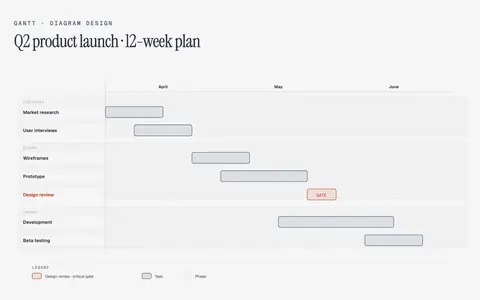 GANTT · DIAGRAM DESIGN
Q2 product launch · 12-week plan
April May June
Market research
User interviews
Wireframes
Prototype
Design review
GATE
Development
Beta testing
LEGEND
Design review · critical gate
Task
Phase